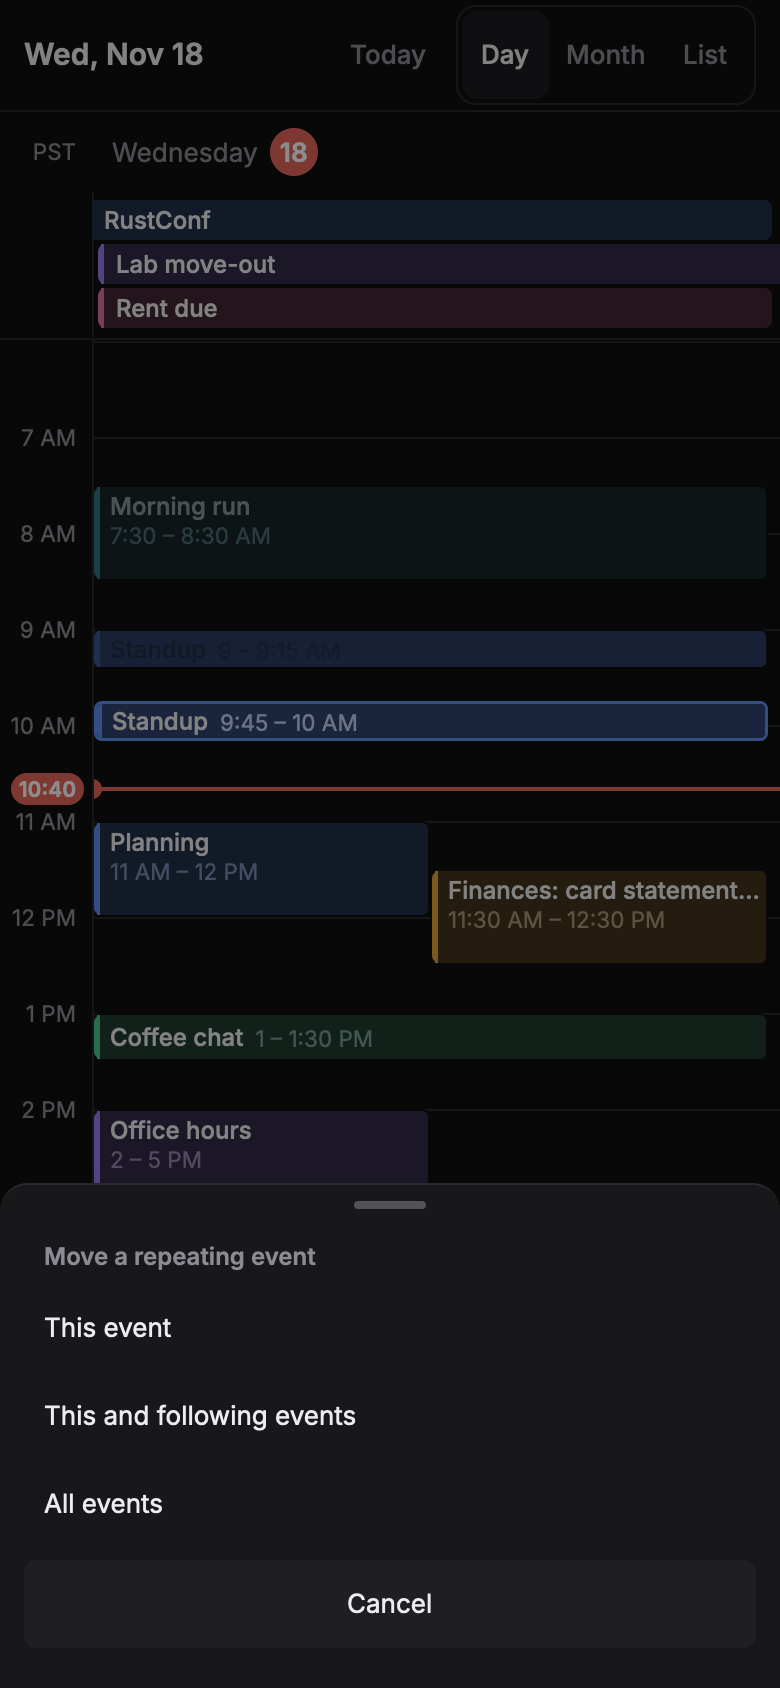 Wed, Nov 18 Today Day Month List
PST Wednesday 18
RustConf
Lab move-out
Rent due
7 AM
Morning run
7:30 – 8:30 AM
8 AM
9 AM
Standup 9 – 9:15 AM
Standup 9:45 – 10 AM
10 AM
10:40
11 AM
Planning
11 AM – 12 PM
Finances: card statement...
11:30 AM – 12:30 PM
12 PM
1 PM
Coffee chat 1 – 1:30 PM
2 PM
Office hours
2 – 5 PM
Move a repeating event
This event
This and following events
All events
Cancel